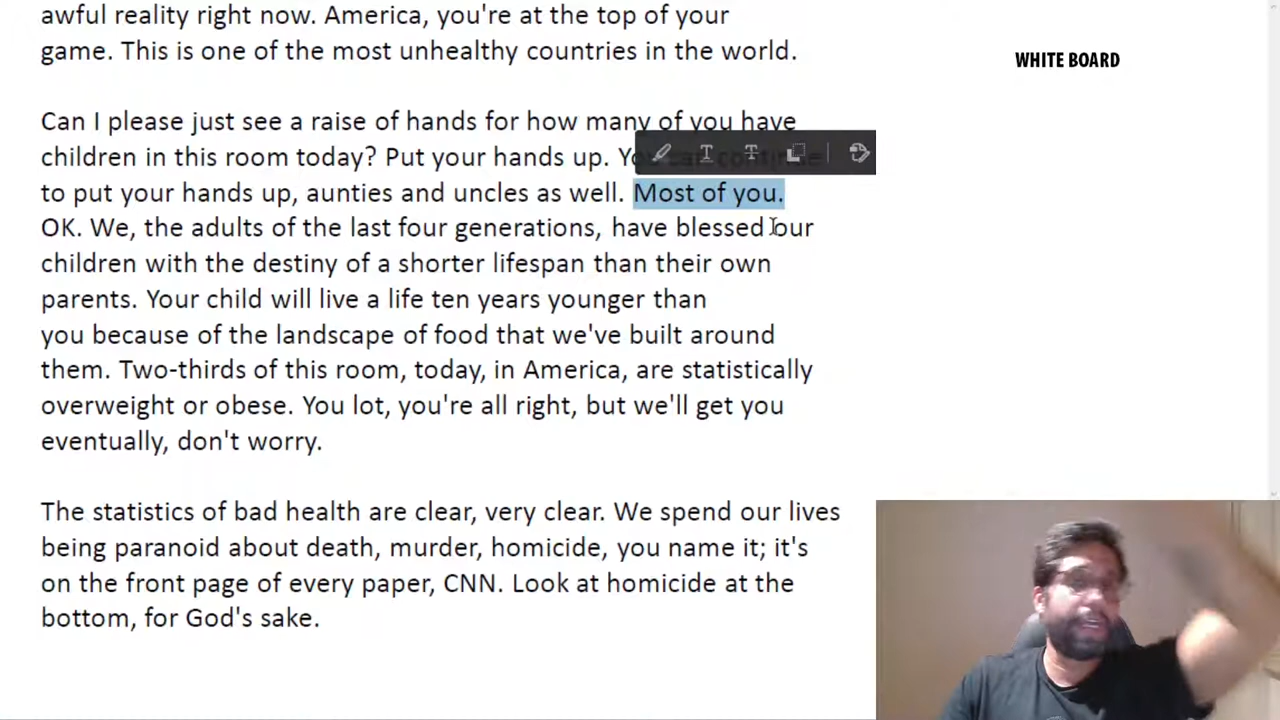 awful reality right now. America, you're at the top of your
game. This is one of the most unhealthy countries in the world.
WHITE BOARD
Can I please just see a raise of hands for how many of you have
children in this room today? Put your hands up. You can continue
to put your hands up, aunties and uncles as well. Most of you.
OK. We, the adults of the last four generations, have blessed our
children with the destiny of a shorter lifespan than their own
parents. Your child will live a life ten years younger than
you because of the landscape of food that we've built around
them. Two-thirds of this room, today, in America, are statistically
overweight or obese. You lot, you're all right, but we'll get you
eventually, don't worry.
The statistics of bad health are clear, very clear. We spend our lives
being paranoid about death, murder, homicide, you name it; it's
on the front page of every paper, CNN. Look at homicide at the
bottom, for God's sake.